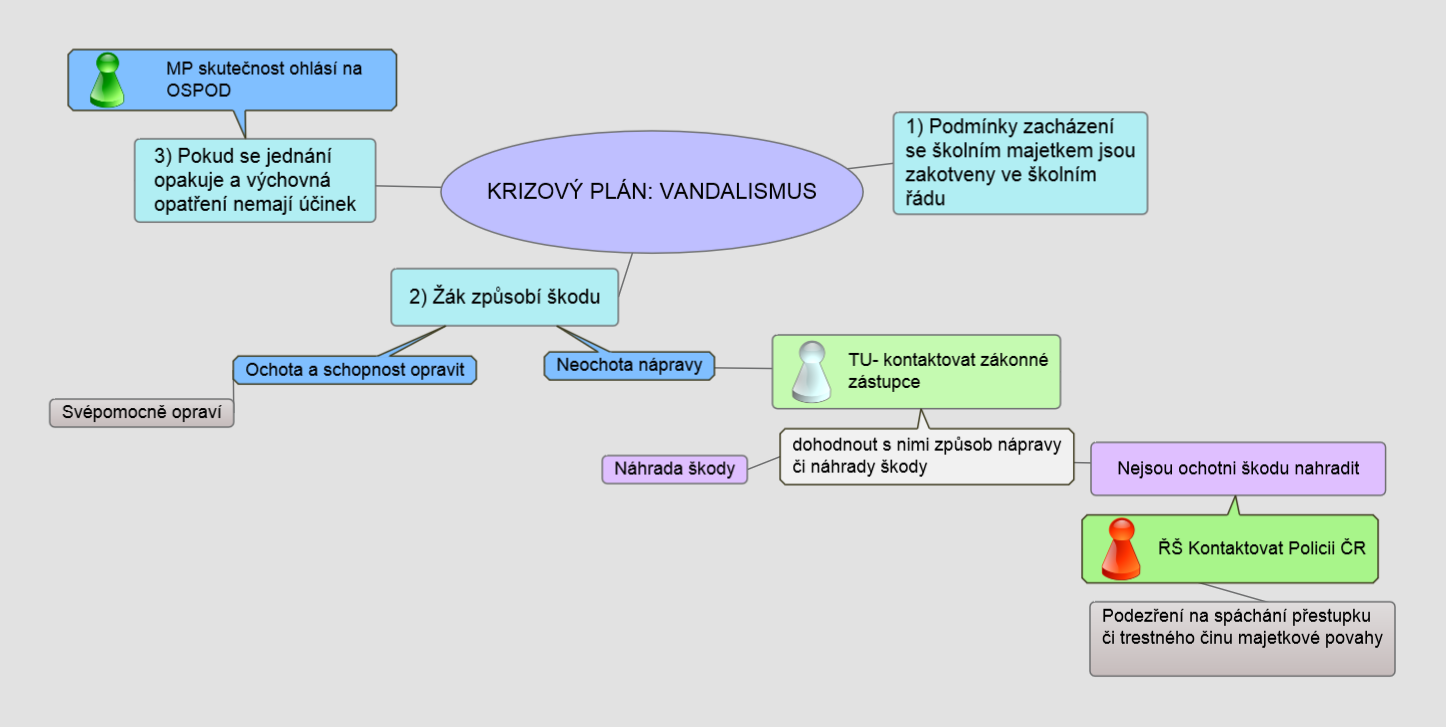 MP skutečnost ohlásí na
OSPOD
3) Pokud se jednání
opakuje a výchovná
opatření nemají účinek
KRIZOVÝ PLÁN: VANDALISMUS
1) Podmínky zacházení
se školním majetkem jsou
zakotveny ve školním
řádu
2) Žák způsobí škodu
Ochota a schopnost opravit
Svépomocně opraví
Neochota nápravy
TU- kontaktovat zákonné
zástupce
dohodnout s nimi způsob nápravy
či náhrady škody
Náhrada škody
Nejsou ochotni škodu nahradit
ŘŠ Kontaktovat Policii ČR
Podezření na spáchání přestupku
či trestného činu majetkové povahy